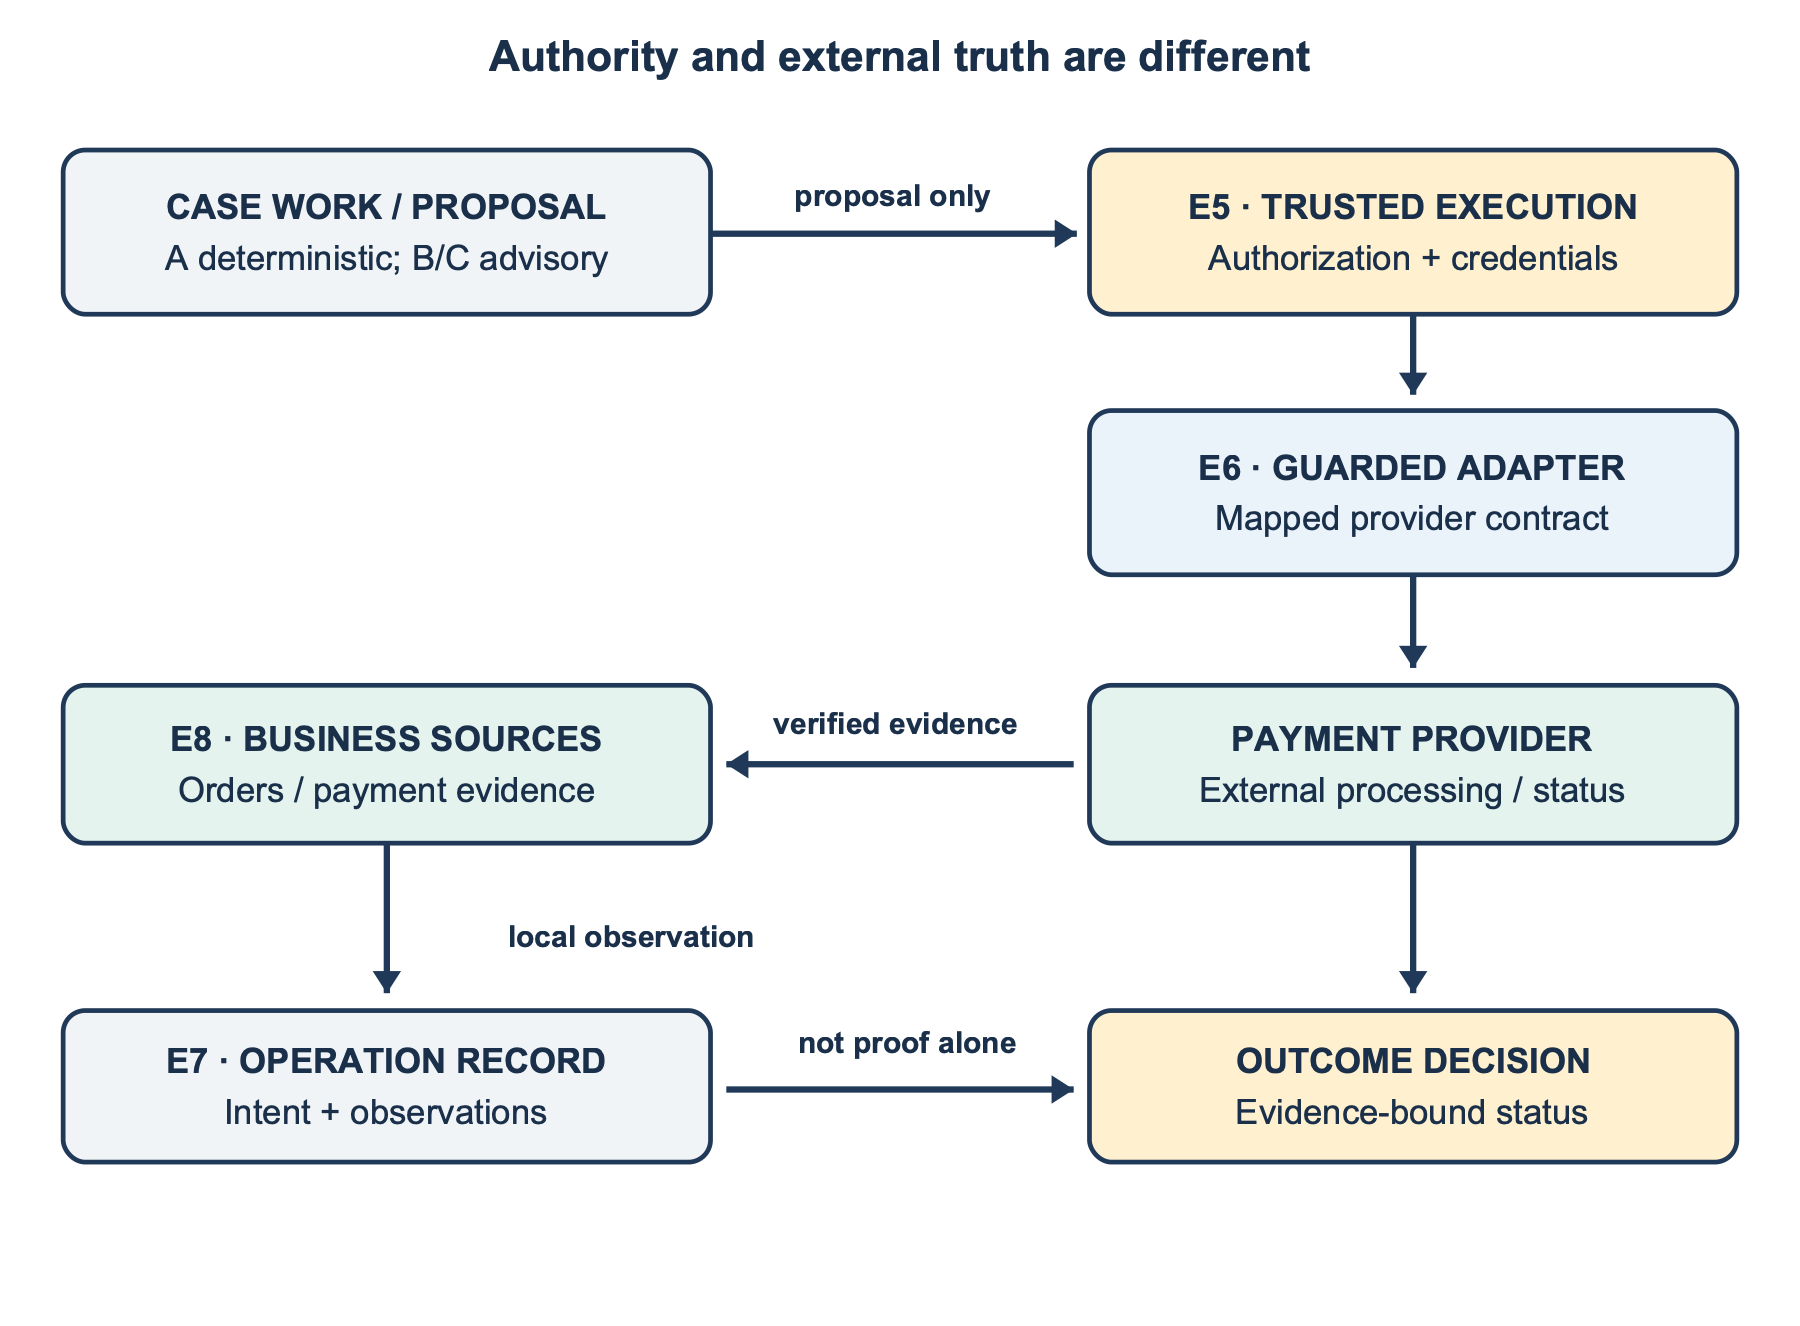 Authority and external truth are different
CASE WORK / PROPOSAL
A deterministic; B/C advisory
proposal only
E5 · TRUSTED EXECUTION
Authorization + credentials
E6 · GUARDED ADAPTER
Mapped provider contract
E8 · BUSINESS SOURCES
Orders / payment evidence
verified evidence
PAYMENT PROVIDER
External processing / status
local observation
E7 · OPERATION RECORD
Intent + observations
not proof alone
OUTCOME DECISION
Evidence-bound status